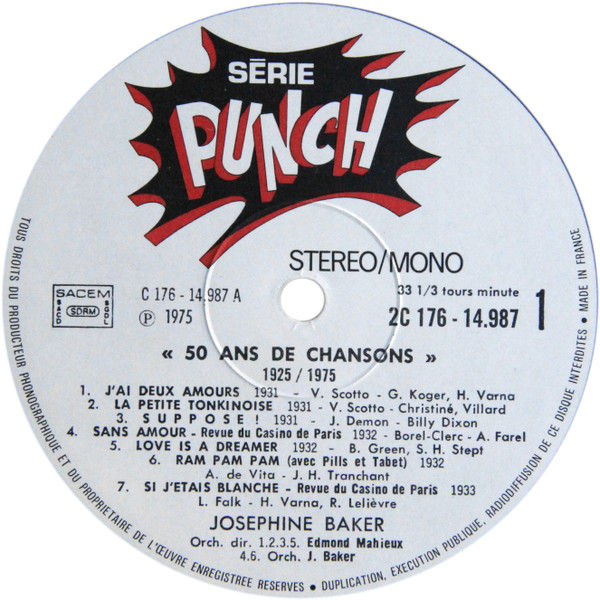 SÉRIE
PUNCH
STEREO/MONO
SACEM
SACD SDRM SGDL
C 176 - 14.987 A
℗ 1975
33 1/3 tours minute
2C 176 - 14.987
1
« 50 ANS DE CHANSONS »
1925 / 1975
1. J'AI DEUX AMOURS 1931 - V. Scotto - G. Koger, H. Varna
2. LA PETITE TONKINOISE 1931 - V. Scotto - Christiné, Villard
3. SUPPOSE! 1931 - J. Demon - Billy Dixon
4. SANS AMOUR - Revue du Casino de Paris 1932 - Borel-Clerc - A. Farel
5. LOVE IS A DREAMER 1932 - B. Green, S. H. Stept
6. RAM PAM PAM (avec Pills et Tabet) 1932
A. de Vita - J. H. Tranchant
7. SI J'ETAIS BLANCHE - Revue du Casino de Paris 1933
L. Falk - H. Varna, R. Lelièvre
JOSEPHINE BAKER
Orch. dir. 1.2.3.5. Edmond Mahieux
4.6. Orch. J. Baker
TOUS DROITS DU PRODUCTEUR PHONOGRAPHIQUE ET DU PROPRIETAIRE DE L'ŒUVRE ENREGISTREE RESERVES • DUPLICATION, EXECUTION PUBLIQUE, RADIODIFFUSION DE CE DISQUE INTERDITES • MADE IN FRANCE